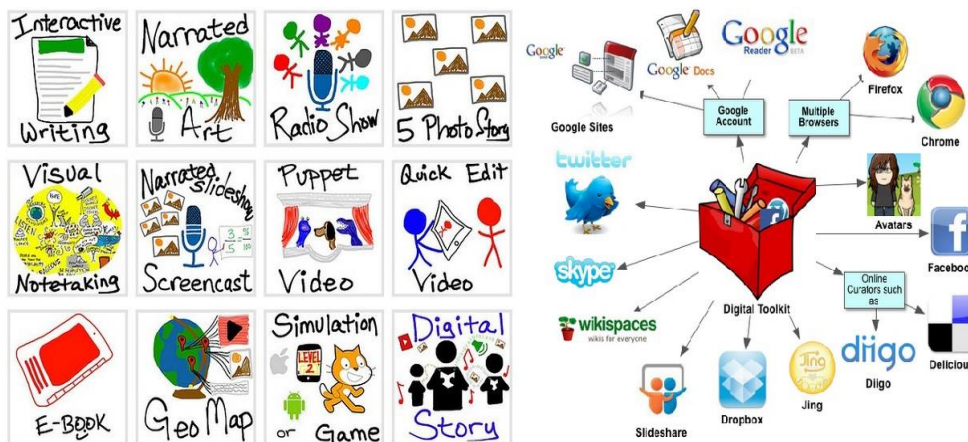 Interactive
Writing
Narrated
Art
Radio Show
5 Photo Story
Visual
Notetaking
Narrated slideshow
Screencast
Puppet
Video
Quick Edit
Video
E-BOOK
Geo Map
Simulation
LEVEL 2
or Game
Digital
Story
Google
Google Sites
Google Docs
Google
Reader BETA
Google
Account
Multiple
Browsers
Firefox
Chrome
twitter
Avatars
skype
Facebook
wikispaces
wikis for everyone
Digital Toolkit
Online
Curators such
as
Slideshare
Dropbox
Jing
Jing
diigo
Diigo
Delicious